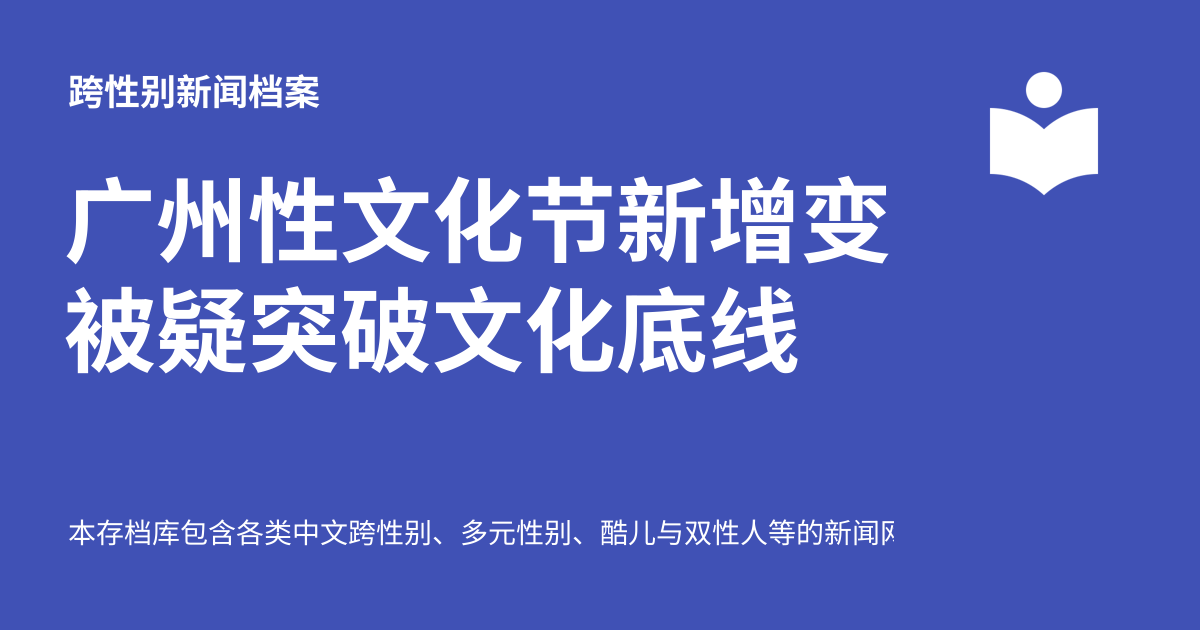 跨性别新闻档案
广州性文化节新增变
被疑突破文化底线
本存档库包含各类中文跨性别、多元性别、酷儿与双性人等的新闻